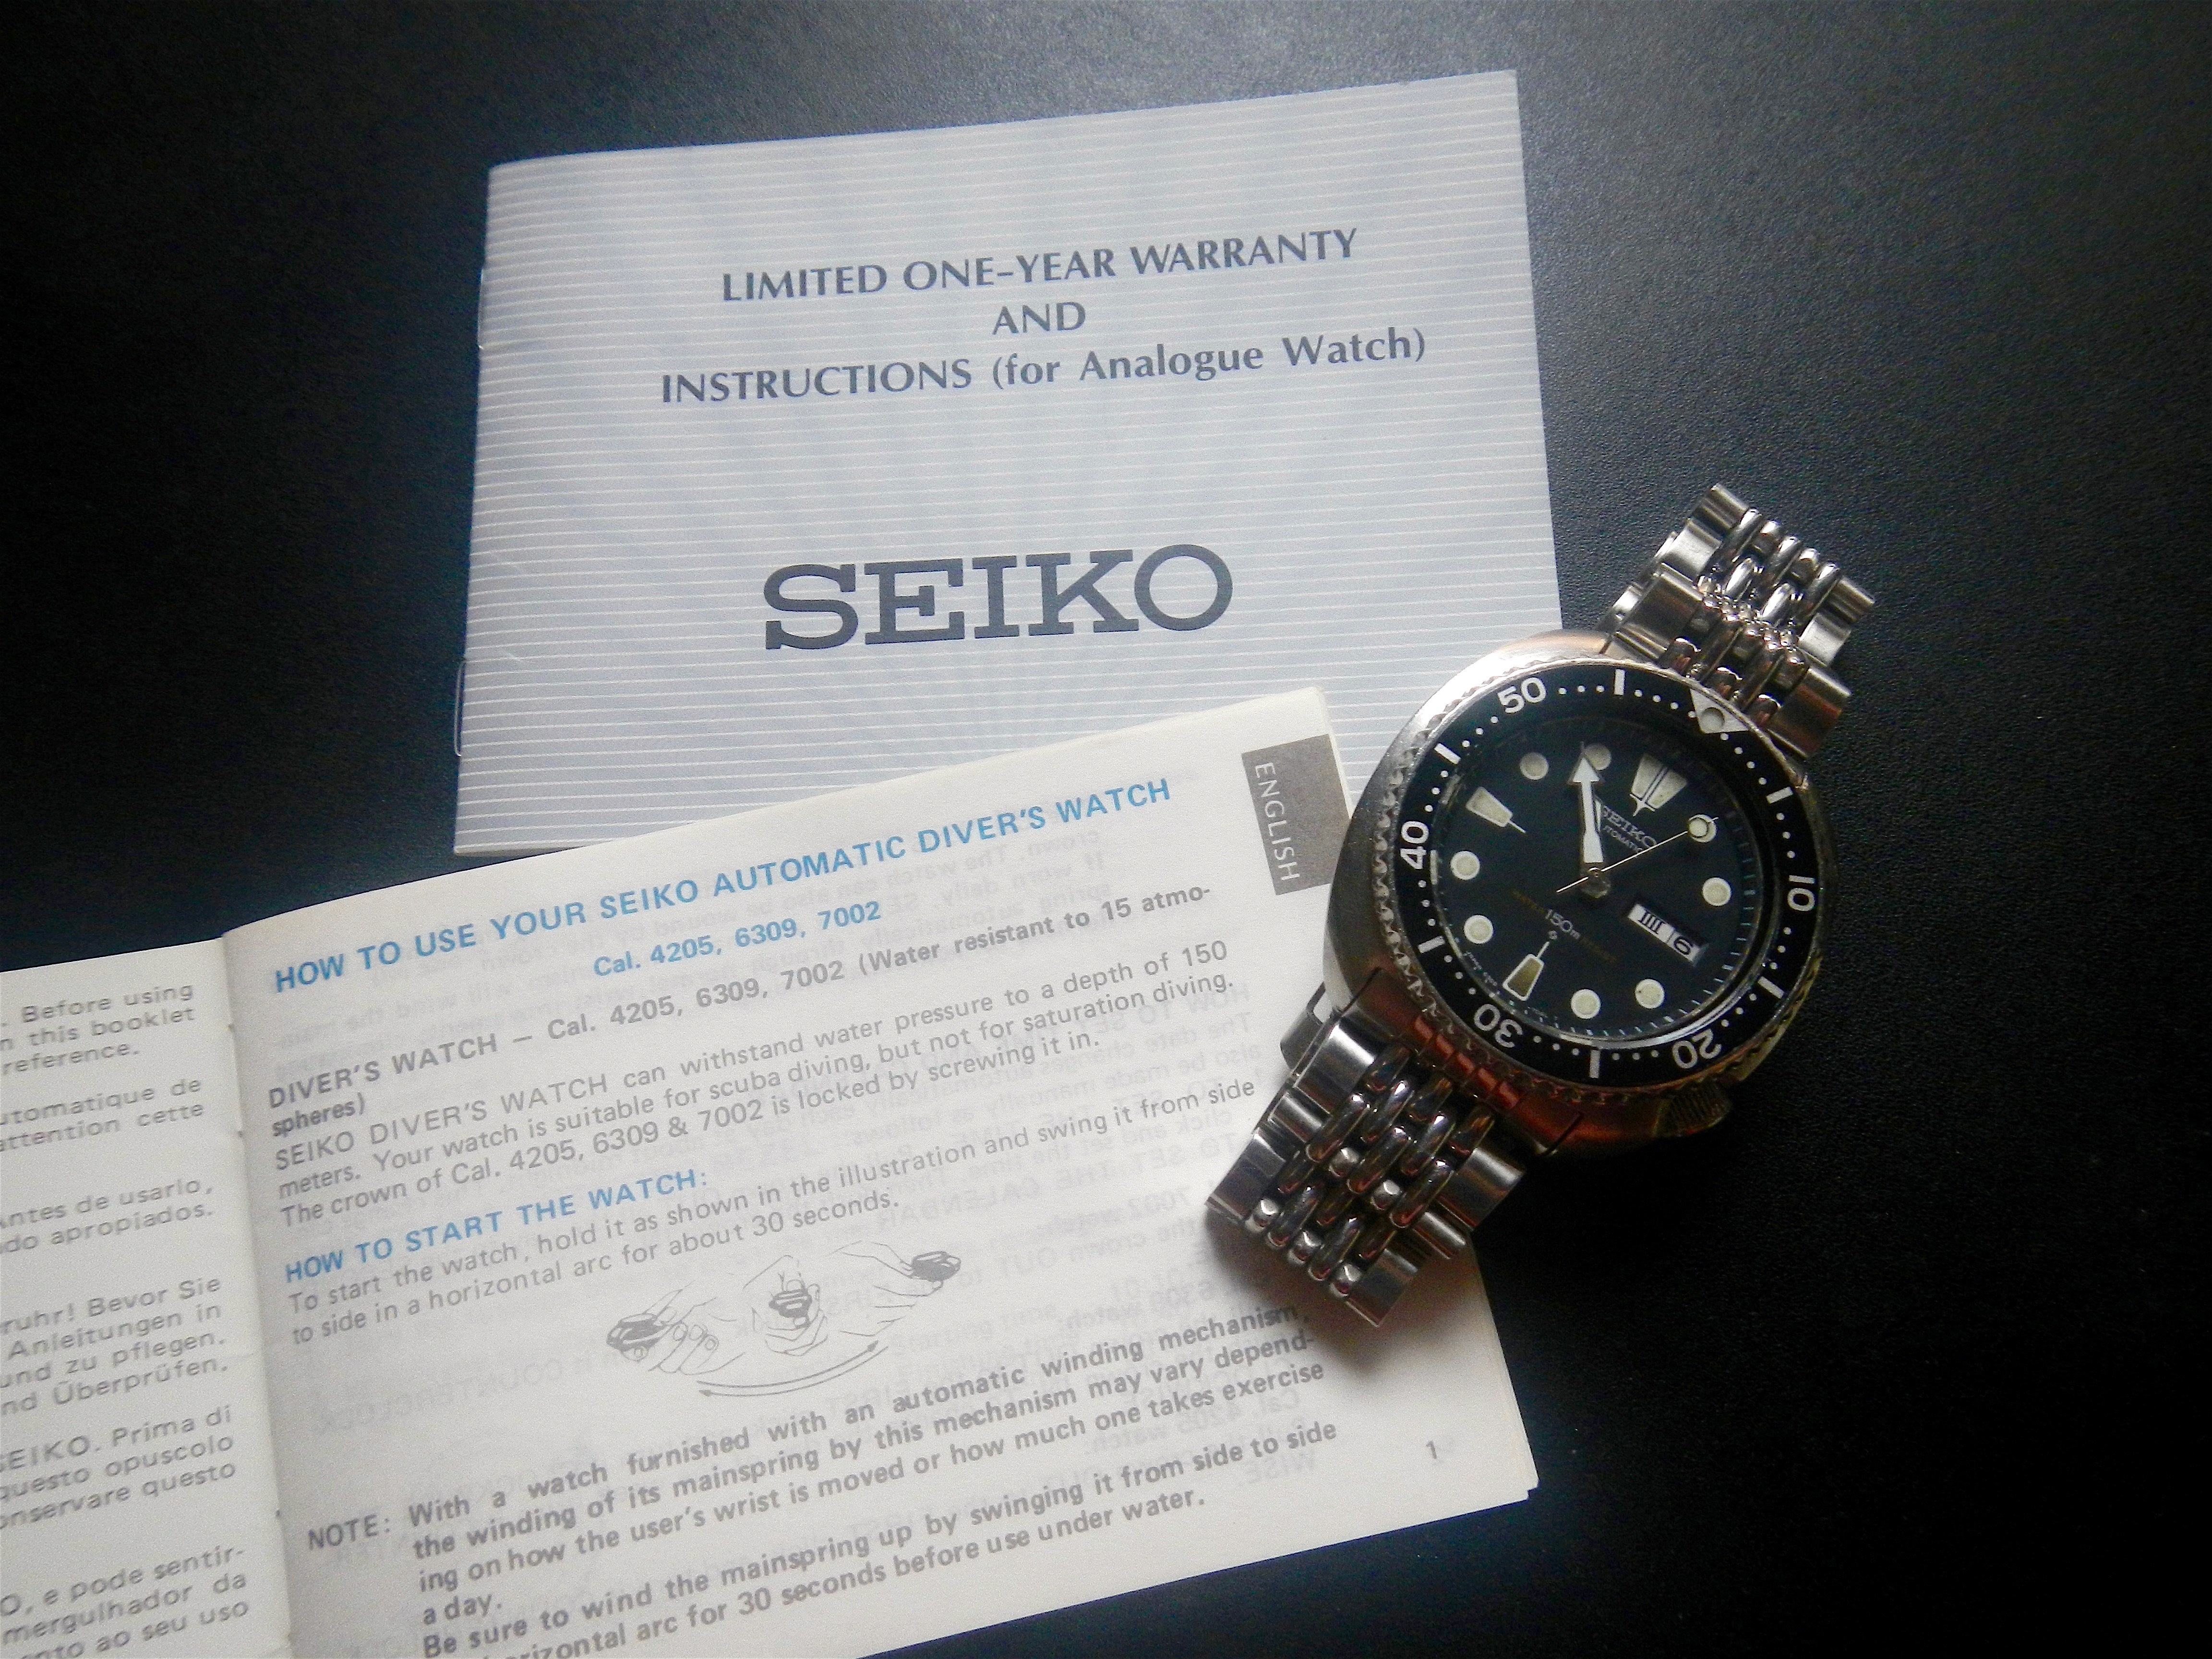 LIMITED ONE-YEAR WARRANTY
AND
INSTRUCTIONS (for Analogue Watch)
SEIKO
ENGLISH
HOW TO USE YOUR SEIKO AUTOMATIC DIVER'S WATCH
Cal. 4205, 6309, 7002
DIVER'S WATCH – Cal. 4205, 6309, 7002 (Water resistant to 15 atmo-
spheres)
SEIKO DIVER'S WATCH can withstand water pressure to a depth of 150
meters. Your watch is suitable for scuba diving, but not for saturation diving.
The crown of Cal. 4205, 6309 & 7002 is locked by screwing it in.
HOW TO START THE WATCH:
To start the watch, hold it as shown in the illustration and swing it from side
to side in a horizontal arc for about 30 seconds.
NOTE: With a watch furnished with an automatic winding mechanism,
the winding of its mainspring by this mechanism may vary depend-
ing on how the user's wrist is moved or how much one takes exercise
a day.
Be sure to wind the mainspring up by swinging it from side to side
arc for 30 seconds before use under water.
1
. Before using
this booklet
reference.
attention cette
de usarlo,
apropiados.
! Bevor Sie
Anleitungen in
und zu pflegen.
Überprüfen.
SEIKO. Prima di
questo opuscolo
questo
O, e pode sentir-
mergulhador da
ao seu uso
50
10
20
30
40
SEIKO
150m
III 9